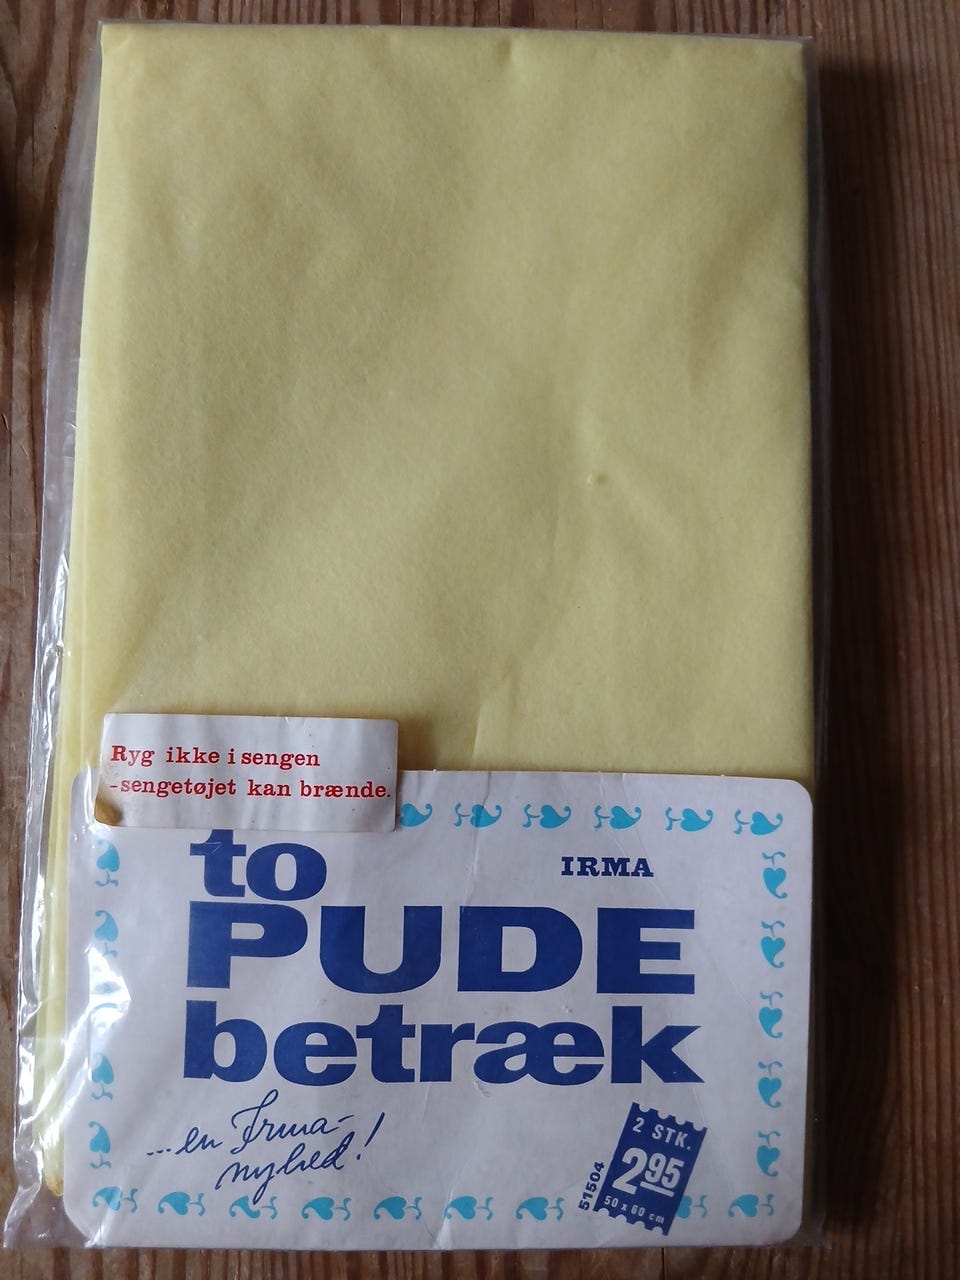 Ryg ikke i sengen
-sengetøjet kan brænde.
to
IRMA
PUDE
betræk
...en Irma-
nyhed!
2 STK.
2 95
50 x 60 cm
51504